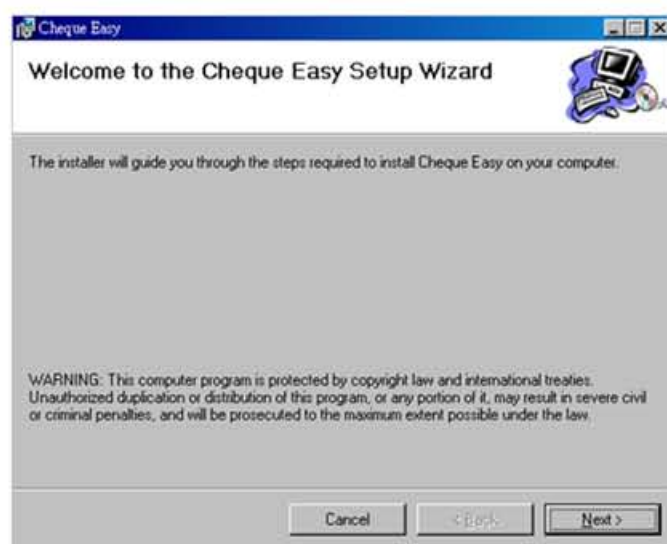 Cheque Easy
Welcome to the Cheque Easy Setup Wizard
The installer will guide you through the steps required to install Cheque Easy on your computer.
WARNING: This computer program is protected by copyright law and international treaties.
Unauthorized duplication or distribution of this program, or any portion of it, may result in severe civil
or criminal penalties, and will be prosecuted to the maximum extent possible under the law.
Cancel
< Back
Next >